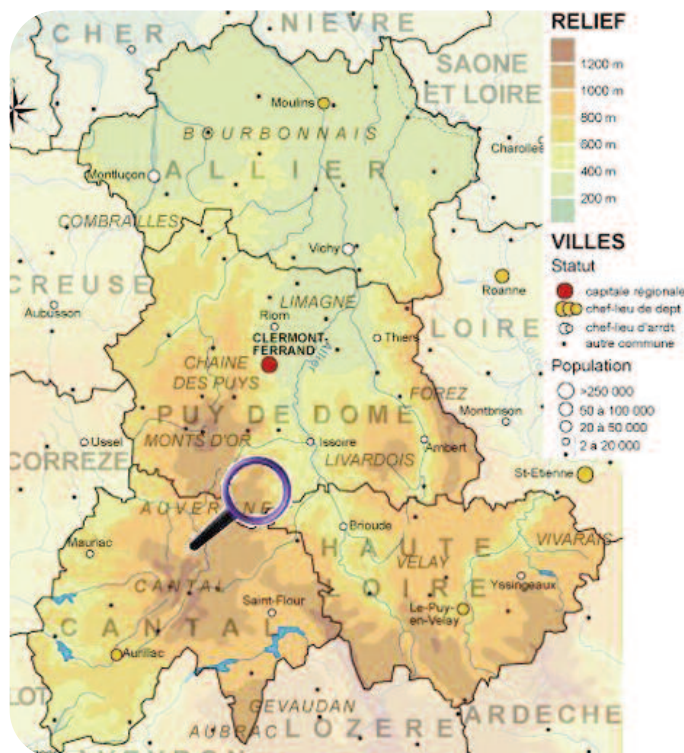 CHER
NIEVRE
SAONE
ET LOIRE
Moulins
BOURBONNAIS
Charolles
ALLIER
Montluçon
COMBRAILLES
Vichy
CREUSE
Aubusson
Roanne
LIMAGNE
Riom
CLERMONT-
FERRAND
Thiers
LOIRE
Allier
CHAINE
DES PUYS
FOREZ
PUY DE DOME
Montbrison
Ussel
MONTS D'OR
Issoire
Ambert
CORREZE
LIVARDOIS
St-Etienne
AUVERGNE
Brioude
VIVARAIS
Mauriac
HAUTE
VELAY
CANTAL
LOIRE
Yssingeaux
Saint-Flour
Le-Puy-
en-Velay
CANTAL
Aurillac
LOT
GEVAUDAN
ARDECHE
AUBRAC
LOZERE
RELIEF
1200 m
1000 m
800 m
600 m
400 m
200 m
VILLES
Statut
capitale régionale
chef-lieu de dept
chef-lieu d'arrdt
autre commune
Population
>250 000
50 à 100 000
20 à 50 000
2 à 20 000